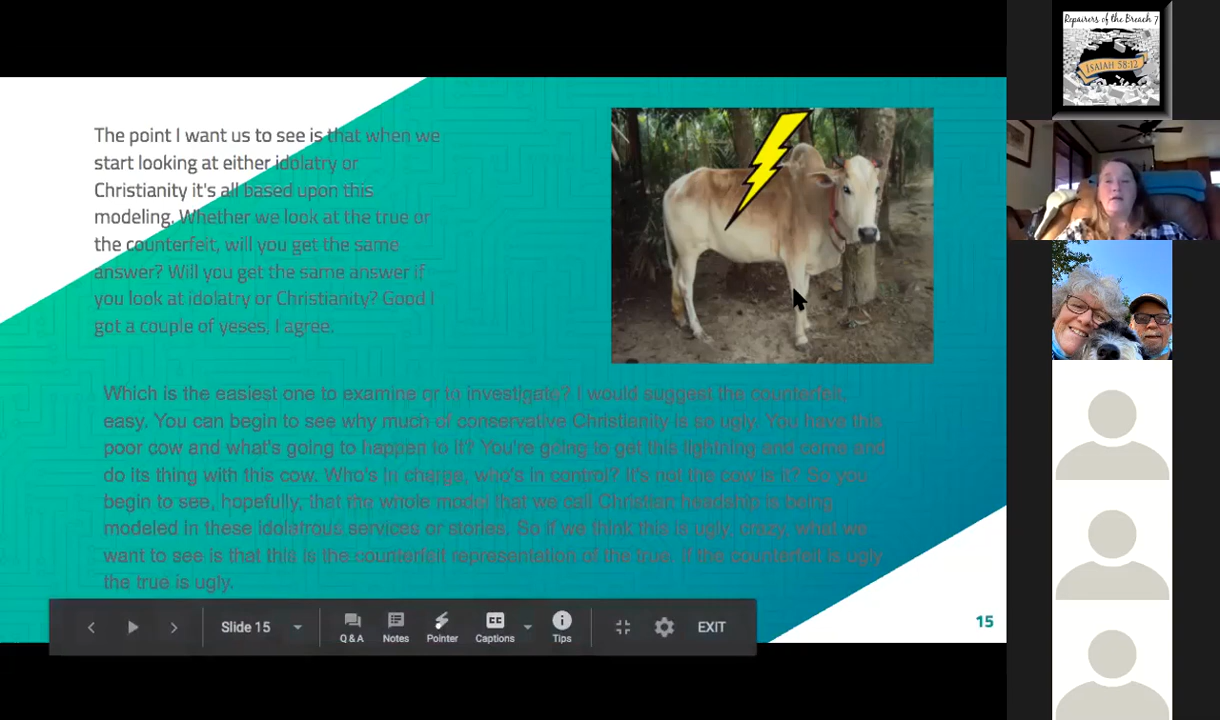 The point I want us to see is that when we
start looking at either idolatry or
Christianity it's all based upon this
modeling. Whether we look at the true or
the counterfeit, will you get the same
answer? Will you get the same answer if
you look at idolatry or Christianity? Good I
got a couple of yeses, I agree.
Which is the easiest one to examine or to investigate? I would suggest the counterfeit,
easy. You can begin to see why much of conservative Christianity is so ugly. You have this
poor cow and what's going to happen to it? You're going to get this lightning and come and
do its thing with this cow. Who's in charge, who's in control? It's not the cow is it? So you
begin to see, hopefully, that the whole model that we call Christian headship is being
modeled in these idolatrous services or stories. So if we think this is ugly, crazy, what we
want to see is that this is the counterfeit representation of the true. If the counterfeit is ugly
the true is ugly.
Slide 15
Q & A
Notes
Pointer
CC
Captions
Tips
EXIT
15
Repairers of the Breach 7
ISAIAH 58:12